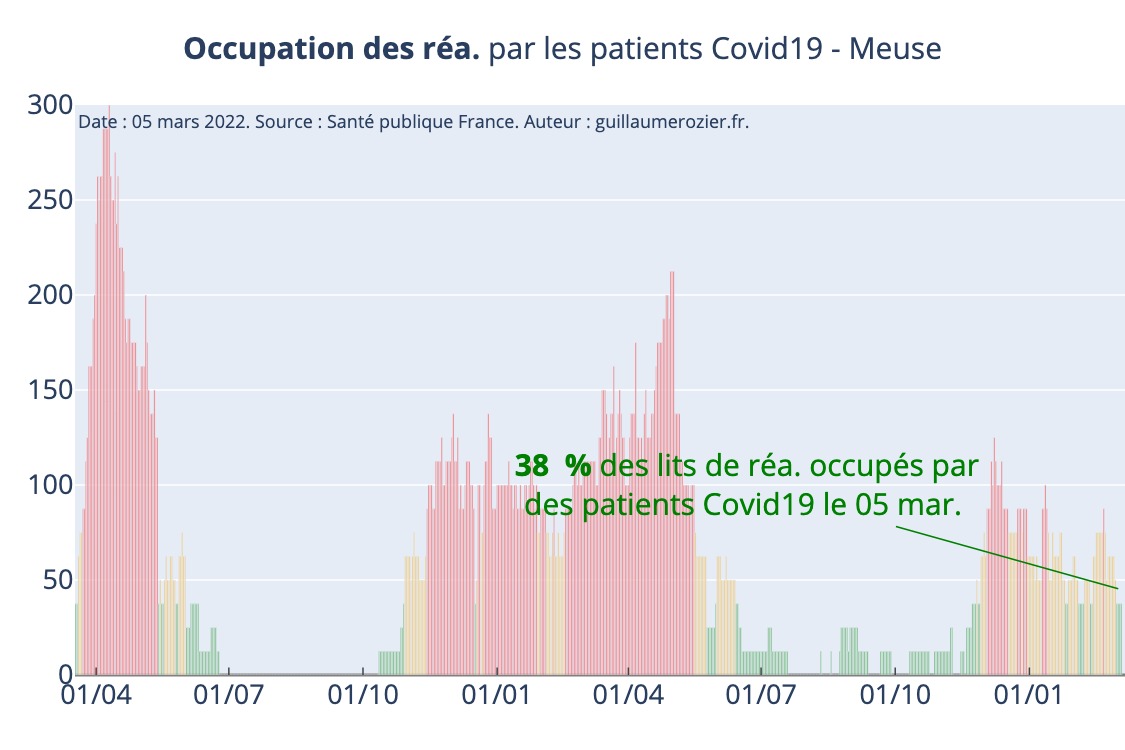 Occupation des réa. par les patients Covid19 - Meuse
300
Date : 05 mars 2022. Source : Santé publique France. Auteur : guillaumerozier.fr.
250
200
150
100
50
0
38  % des lits de réa. occupés par
des patients Covid19 le 05 mar.
01/04 01/07 01/10 01/01 01/04 01/07 01/10 01/01